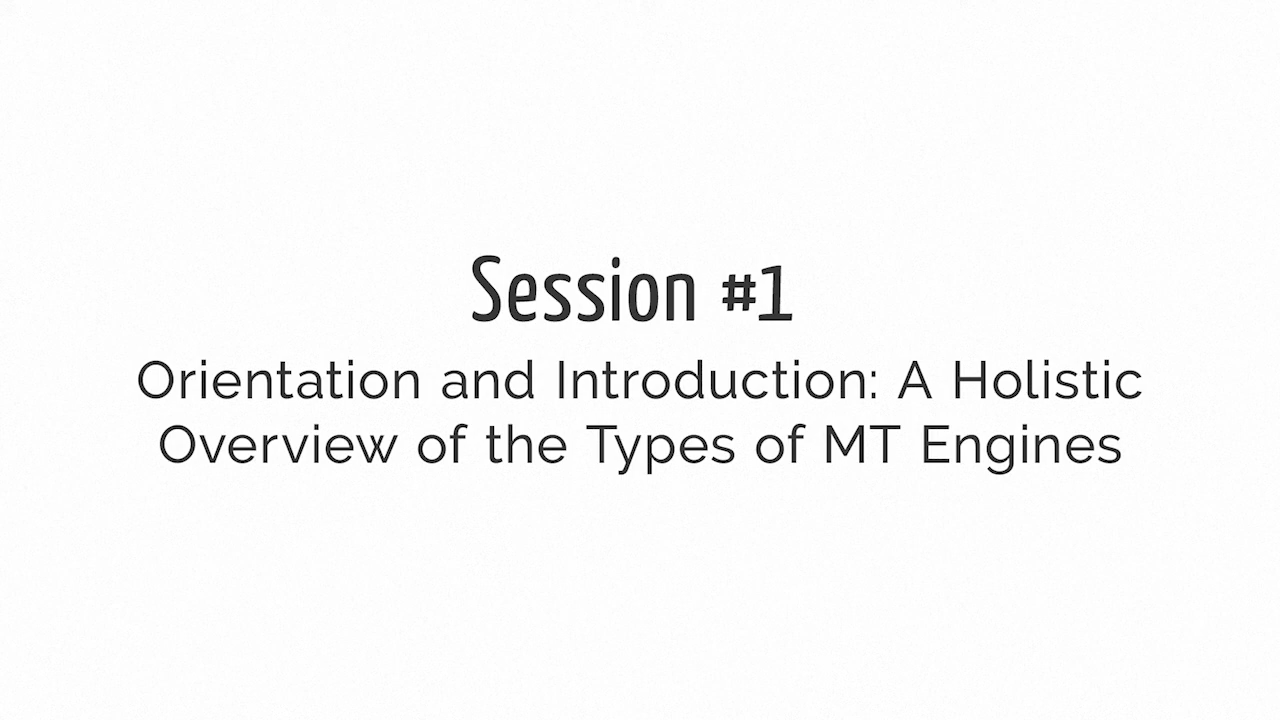 Session #1
Orientation and Introduction: A Holistic
Overview of the Types of MT Engines